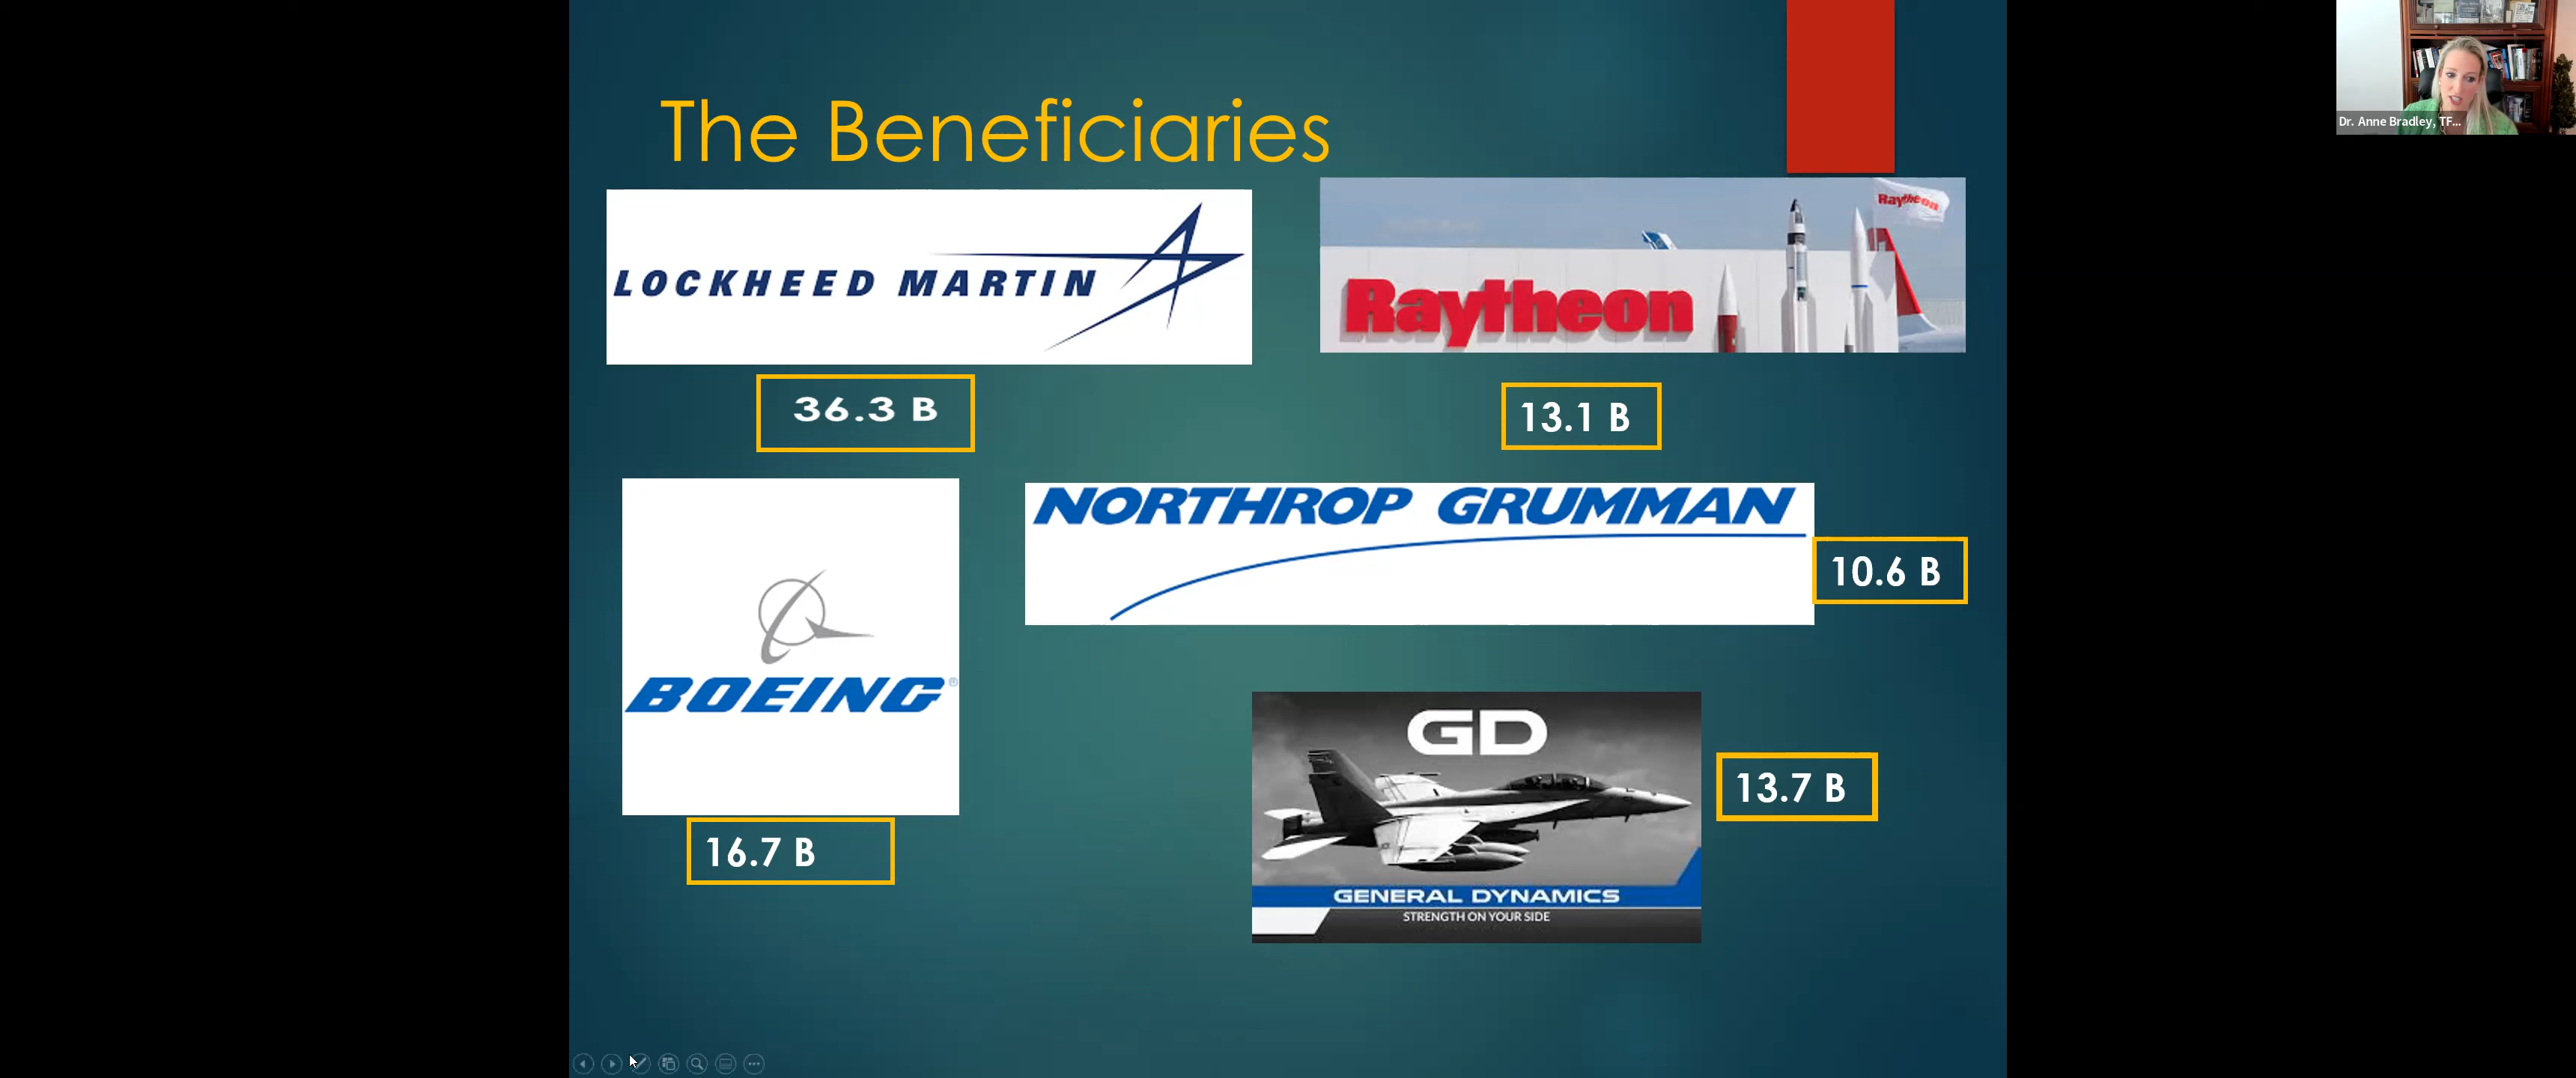 The Beneficiaries
Dr. Anne Bradley, TF...
LOCKHEED MARTIN
Raytheon
Raytheon
36.3 B
13.1 B
NORTHROP GRUMMAN
10.6 B
BOEING®
16.7 B
GD
GENERAL DYNAMICS
STRENGTH ON YOUR SIDE
13.7 B